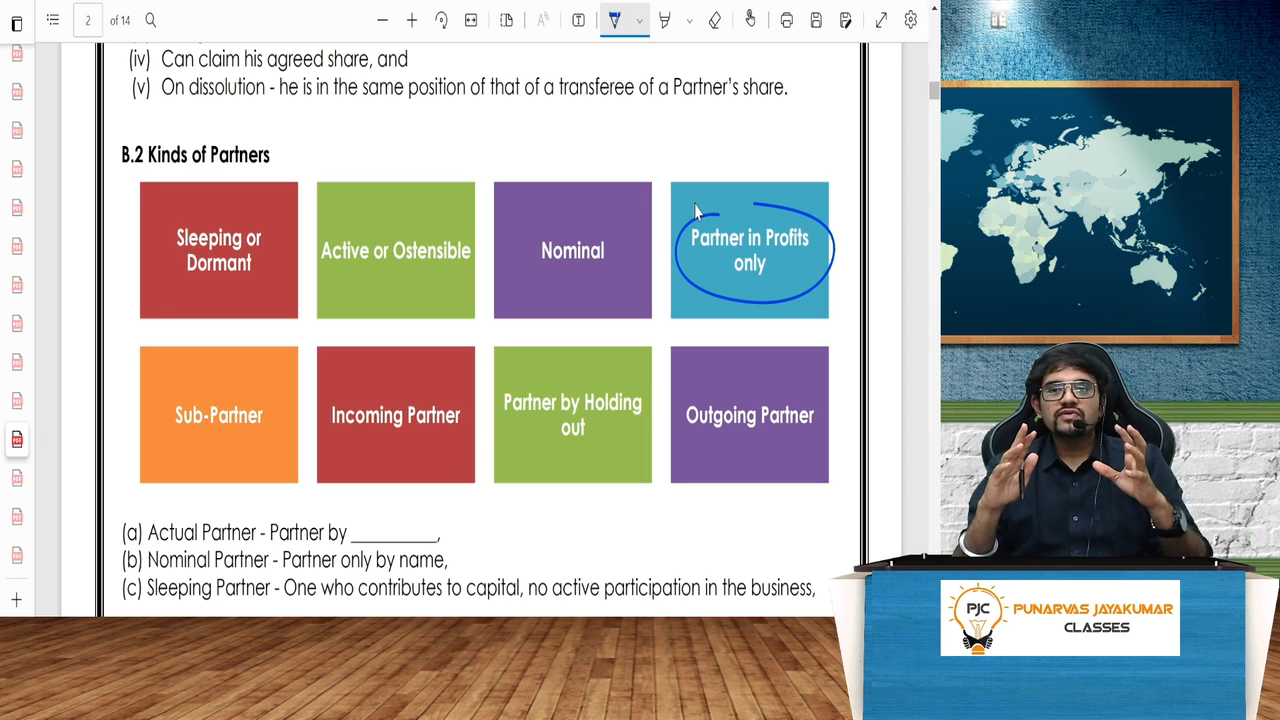 2 of 14
(iv) Can claim his agreed share, and
(v) On dissolution - he is in the same position of that of a transferee of a Partner's share.
B.2 Kinds of Partners
Sleeping or
Dormant
Active or Ostensible
Nominal
Partner in Profits
only
Sub-Partner
Incoming Partner
Partner by Holding
out
Outgoing Partner
(a) Actual Partner - Partner by __________,
(b) Nominal Partner - Partner only by name,
(c) Sleeping Partner - One who contributes to capital, no active participation in the business,
PJC
PUNARVAS JAYAKUMAR
CLASSES